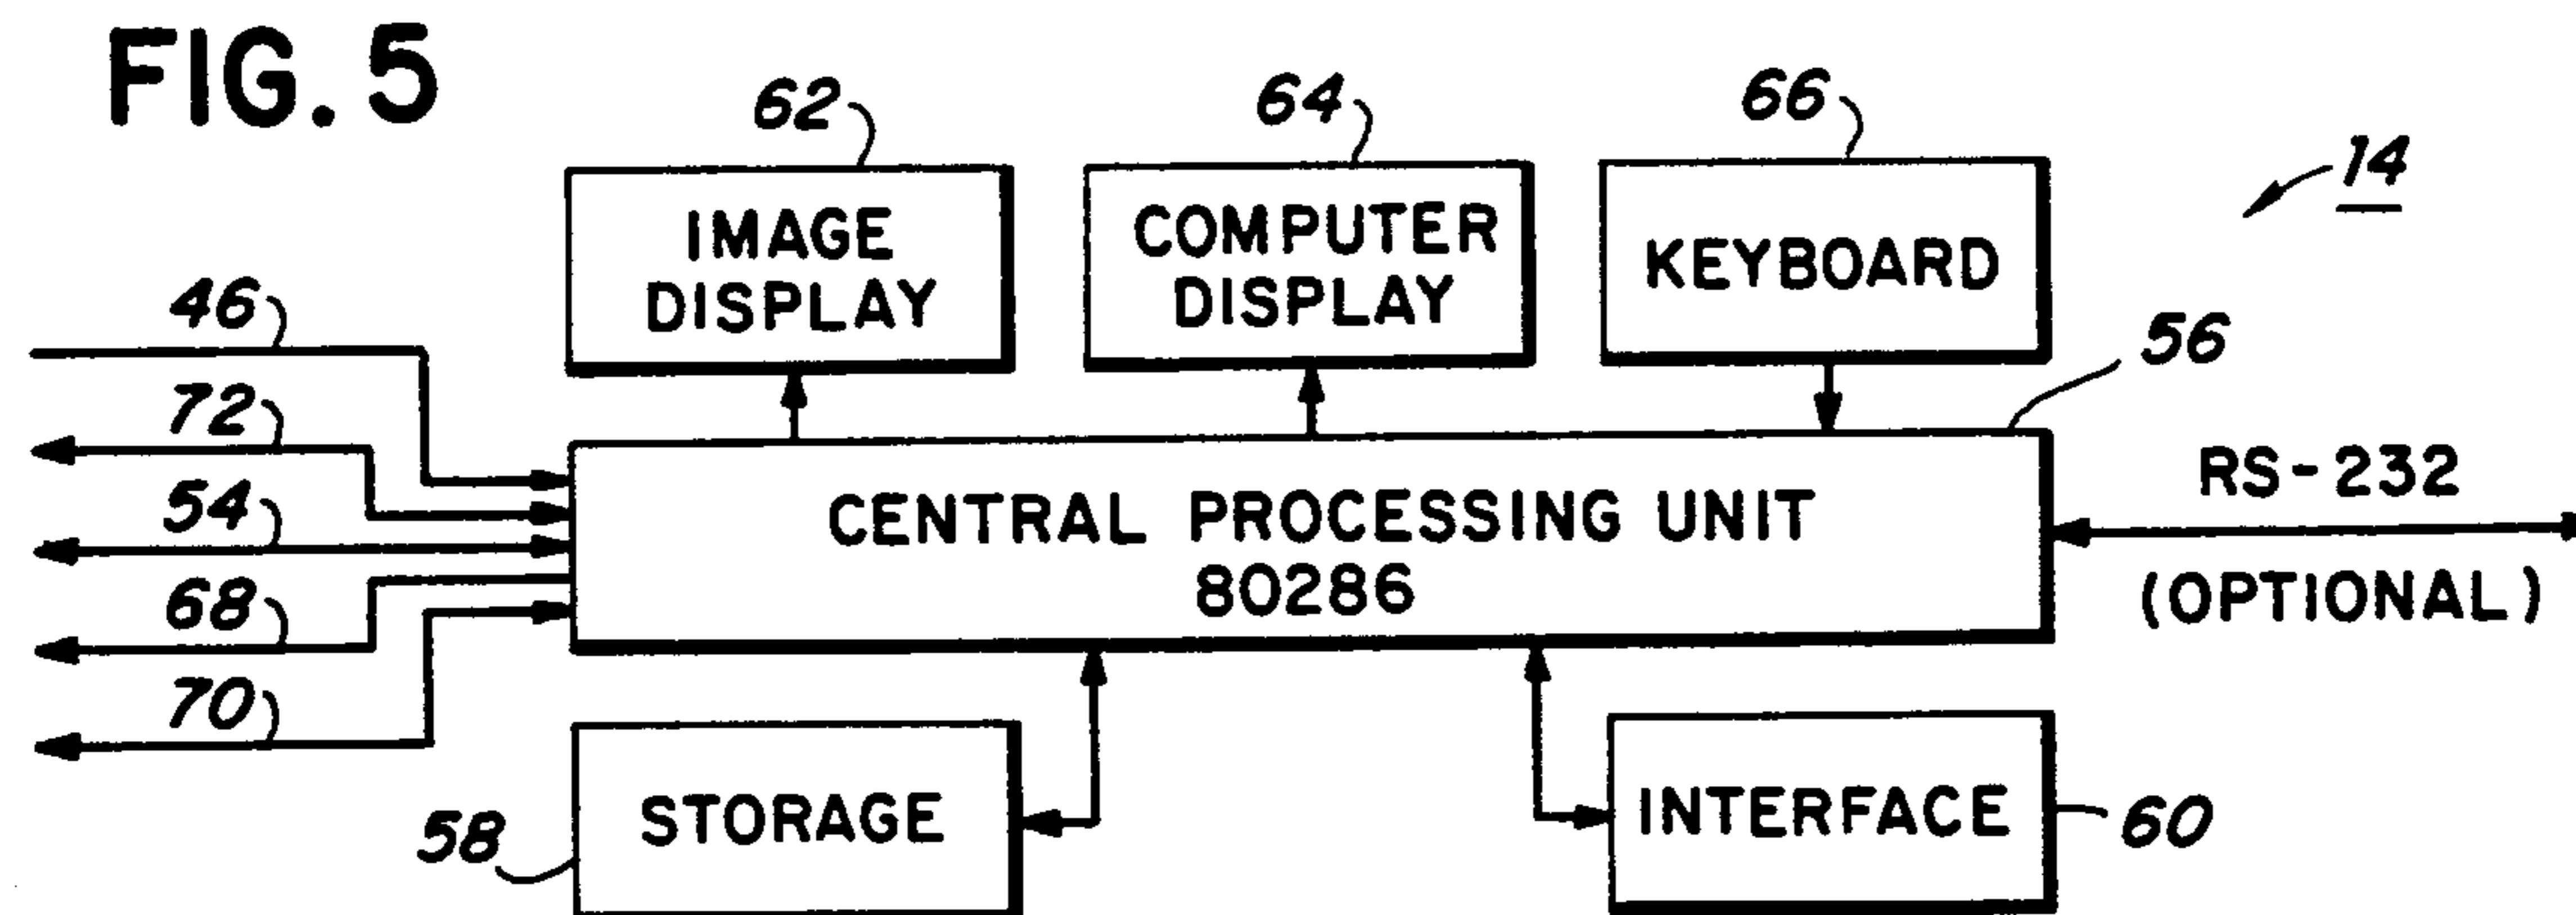 FIG. 5
62
64
66
14
IMAGE
DISPLAY
COMPUTER
DISPLAY
KEYBOARD
46
72
54
68
70
56
CENTRAL PROCESSING UNIT
80286
RS-232
(OPTIONAL)
58
STORAGE
INTERFACE
60